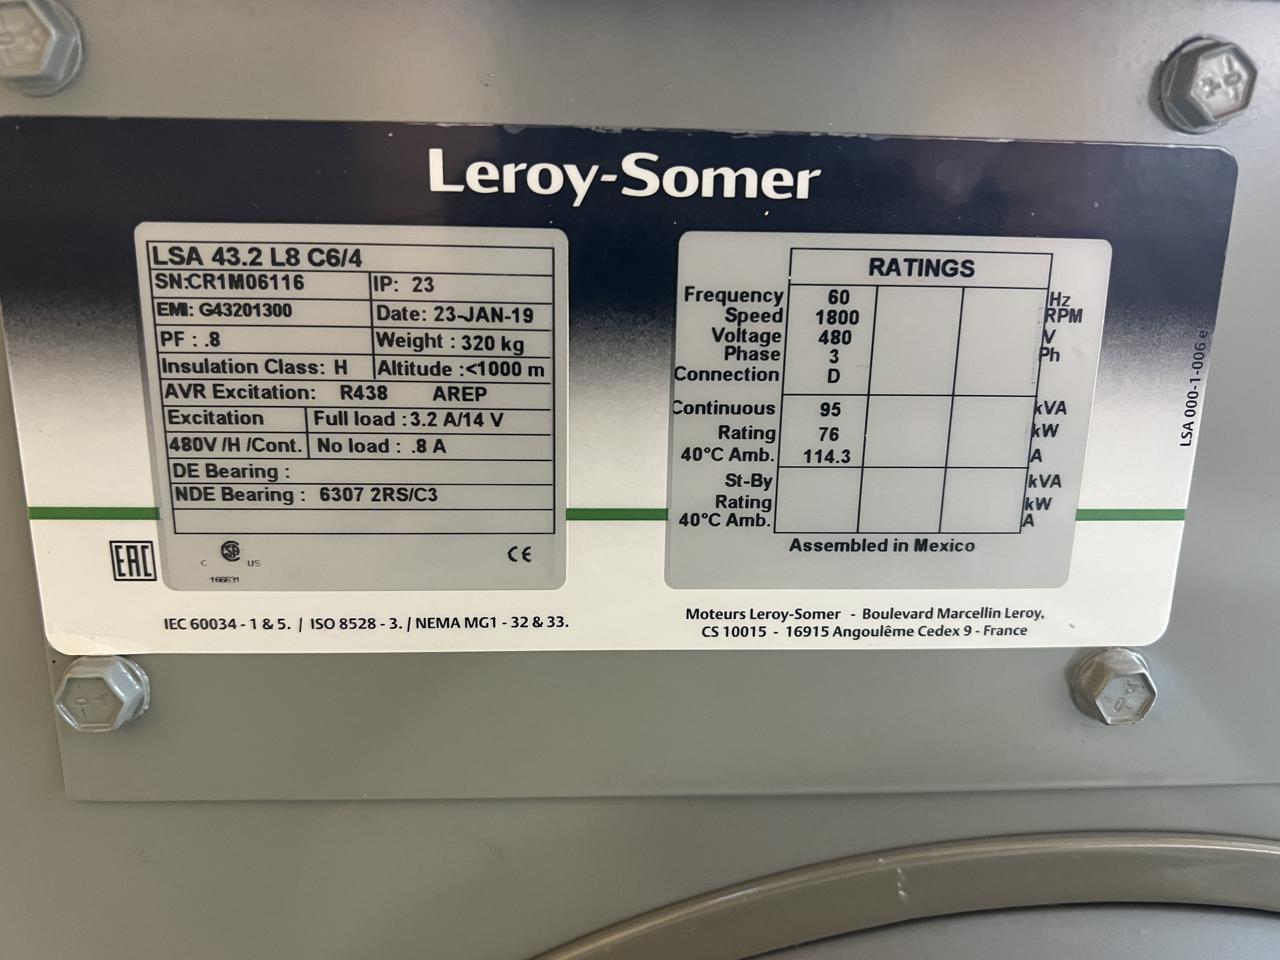 Leroy-Somer
LSA 43.2 L8 C6/4
SN:CR1M06116 IP: 23
EMI: G43201300 Date: 23-JAN-19
PF : .8 Weight : 320 kg
Insulation Class: H Altitude :<1000 m
AVR Excitation: R438 AREP
Excitation Full load : 3.2 A/14 V
480V /H /Cont. No load : .8 A
DE Bearing :
NDE Bearing : 6307 2RS/C3
EAC
C CSA US
166631
CE
RATINGS
Frequency 60 Hz
Speed 1800 RPM
Voltage 480 V
Phase 3 Ph
Connection D
Continuous 95 kVA
Rating 76 kW
40°C Amb. 114.3 A
St-By kVA
Rating kW
40°C Amb. A
Assembled in Mexico
LSA 000-1-006 e
IEC 60034 - 1 & 5. / ISO 8528 - 3. / NEMA MG1 - 32 & 33.
Moteurs Leroy-Somer - Boulevard Marcellin Leroy,
CS 10015 - 16915 Angoulême Cedex 9 - France